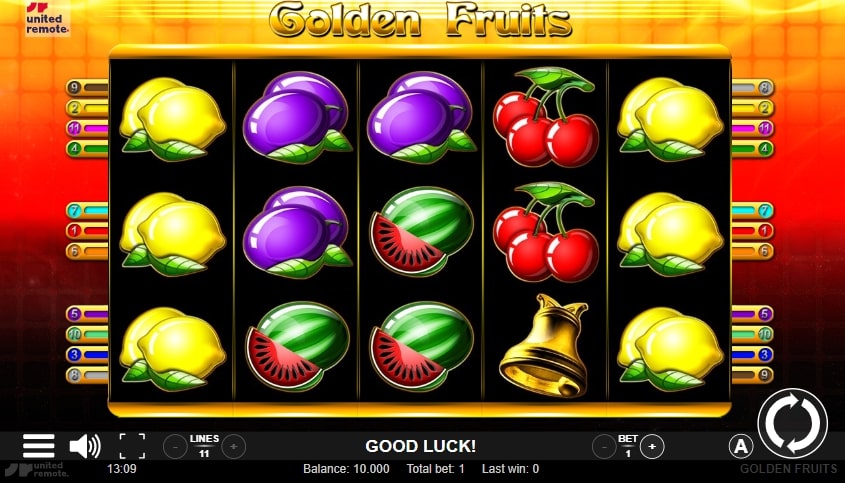 united
remote.
Golden Fruits
9
2
11
4
7
1
6
5
10
3
8
8
2
11
4
7
1
6
5
10
3
9
- LINES +
11
GOOD LUCK!
- BET +
1
A
united
remote.
13:09
Balance: 10.000
Total bet: 1
Last win: 0
GOLDEN FRUITS